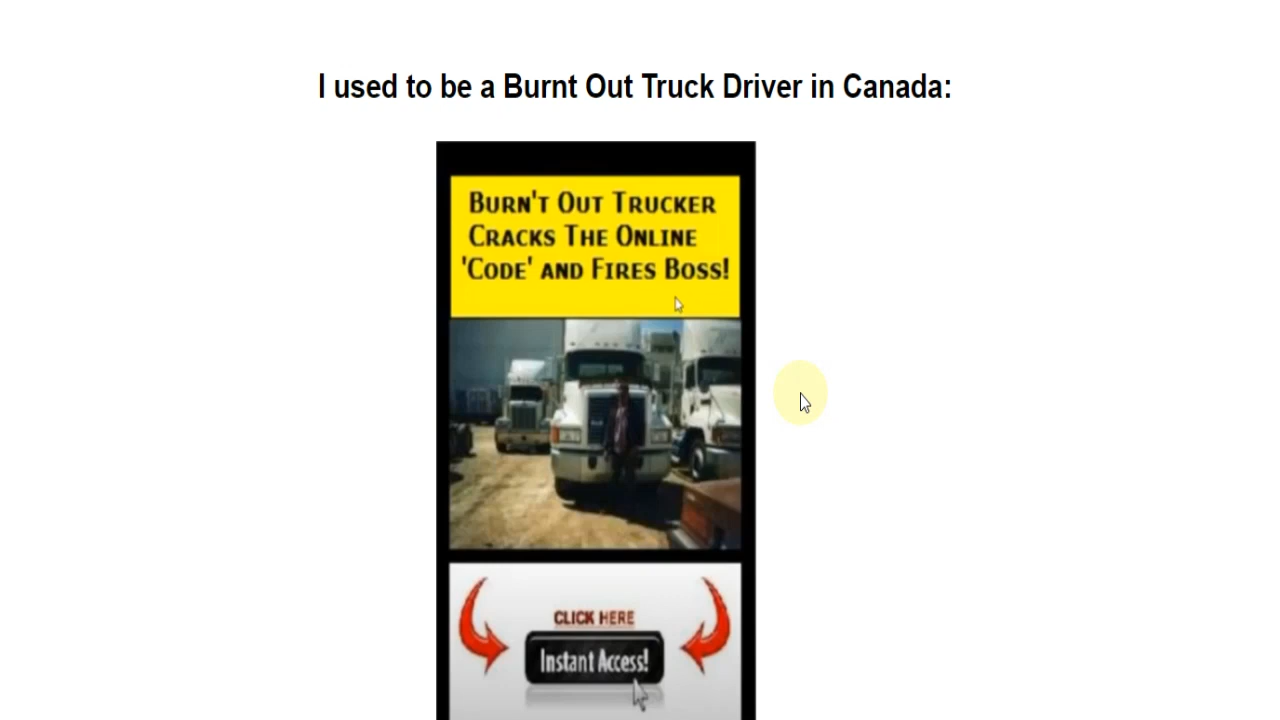 I used to be a Burnt Out Truck Driver in Canada:
Burn't Out Trucker
Cracks The Online
'Code' and Fires Boss!
CLICK HERE
Instant Access!